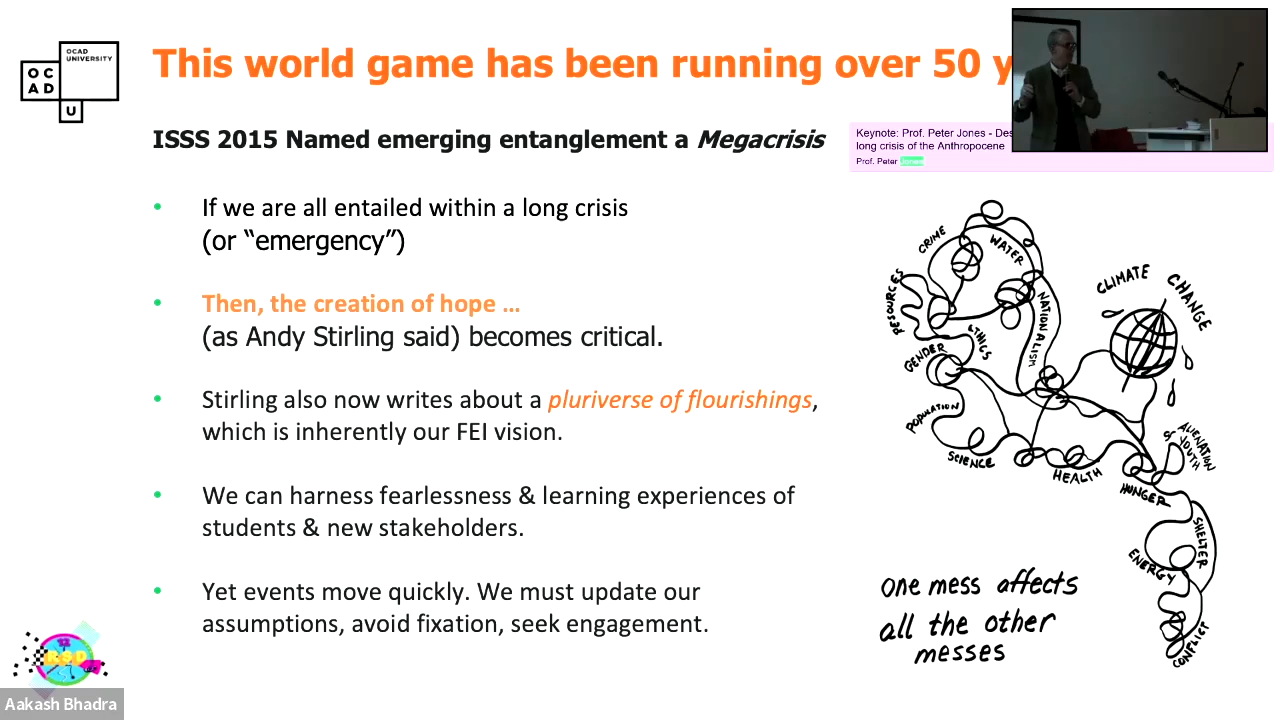 OCAD
UNIVERSITY
O C
A D
U
This world game has been running over 50 y
ISSS 2015 Named emerging entanglement a Megacrisis
Keynote: Prof. Peter Jones - Des
long crisis of the Anthropocene
Prof. Peter Jones
• If we are all entailed within a long crisis
(or “emergency”)
• Then, the creation of hope ...
(as Andy Stirling said) becomes critical.
• Stirling also now writes about a pluriverse of flourishings,
which is inherently our FEI vision.
• We can harness fearlessness & learning experiences of
students & new stakeholders.
• Yet events move quickly. We must update our
assumptions, avoid fixation, seek engagement.
CRIME
WATER
RESOURCES
ETHICS
NATIONALISM
CLIMATE
CHANGE
GENDER
POPULATION
SCIENCE
HEALTH
HUNGER
ALIENATION
of YOUTH
SHELTER
ENERGY
CONFLICT
one mess affects
all the other
messes
RSD
Aakash Bhadra